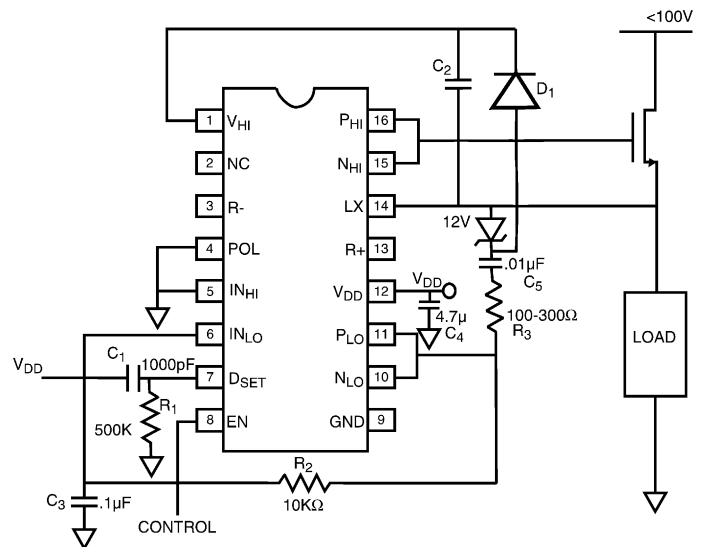 <100V
C2
D1
1 VHI
PHI 16
2 NC
NHI 15
3 R-
LX 14
12V
4 POL
R+ 13
.01µF
C5
5 INHI
VDD 12
VDD
4.7µ
C4
100-300Ω
R3
6 INLO
PLO 11
LOAD
VDD
C1
1000pF
7 DSET
NLO 10
R1
500K
8 EN
GND 9
R2
10KΩ
C3
.1µF
CONTROL